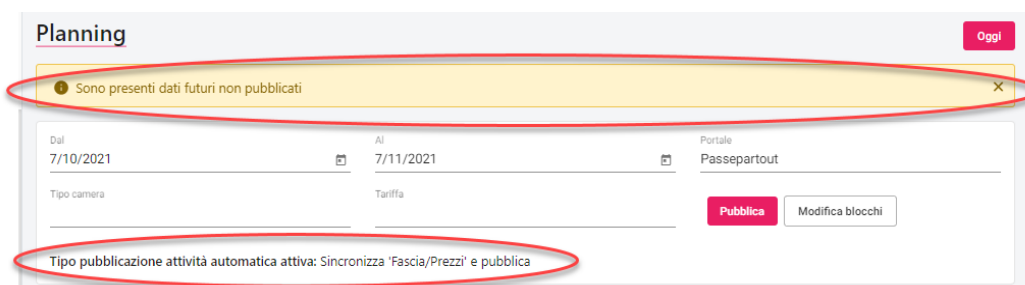 Planning
Oggi
Sono presenti dati futuri non pubblicati
Dal
7/10/2021
Al
7/11/2021
Portale
Passepartout
Tipo camera
Tariffa
Pubblica
Modifica blocchi
Tipo pubblicazione attività automatica attiva: Sincronizza 'Fascia/Prezzi' e pubblica